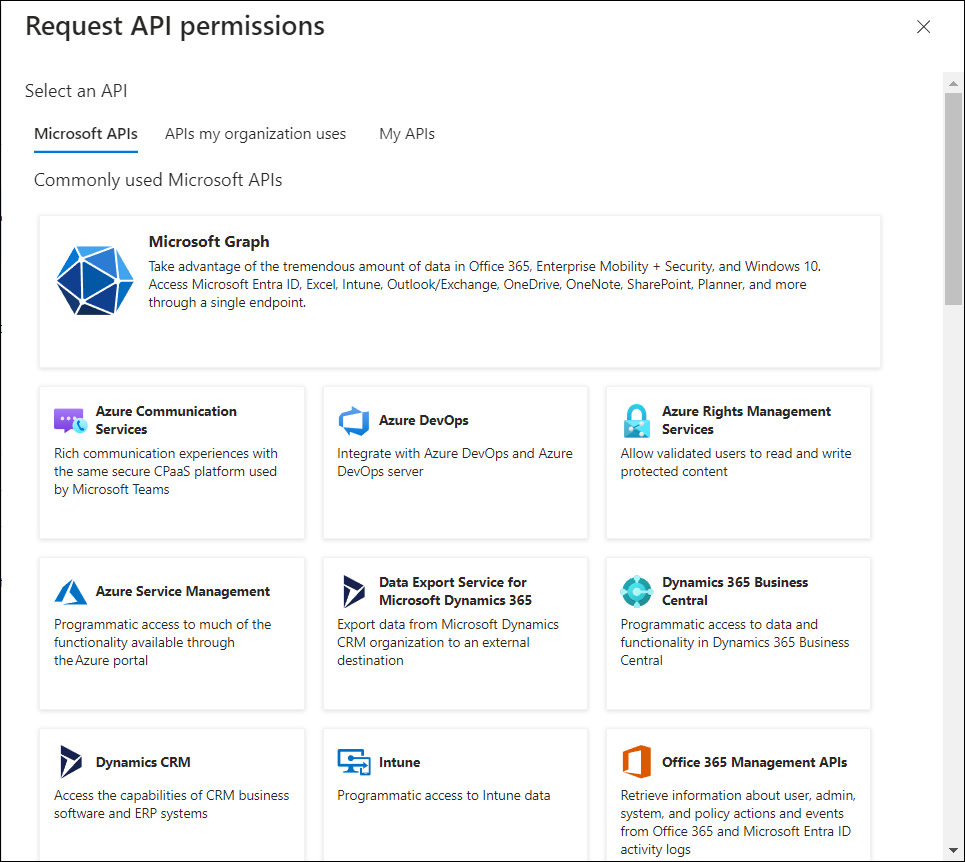 Request API permissions
Select an API
Microsoft APIs APIs my organization uses My APIs
Commonly used Microsoft APIs
Microsoft Graph
Take advantage of the tremendous amount of data in Office 365, Enterprise Mobility + Security, and Windows 10.
Access Microsoft Entra ID, Excel, Intune, Outlook/Exchange, OneDrive, OneNote, SharePoint, Planner, and more
through a single endpoint.
Azure Communication
Services
Rich communication experiences with
the same secure CPaaS platform used
by Microsoft Teams
Azure DevOps
Integrate with Azure DevOps and Azure
DevOps server
Azure Rights Management
Services
Allow validated users to read and write
protected content
Azure Service Management
Programmatic access to much of the
functionality available through
the Azure portal
Data Export Service for
Microsoft Dynamics 365
Export data from Microsoft Dynamics
CRM organization to an external
destination
Dynamics 365 Business
Central
Programmatic access to data and
functionality in Dynamics 365 Business
Central
Dynamics CRM
Access the capabilities of CRM business
software and ERP systems
Intune
Programmatic access to Intune data
Office 365 Management APIs
Retrieve information about user, admin,
system, and policy actions and events
from Office 365 and Microsoft Entra ID
activity logs